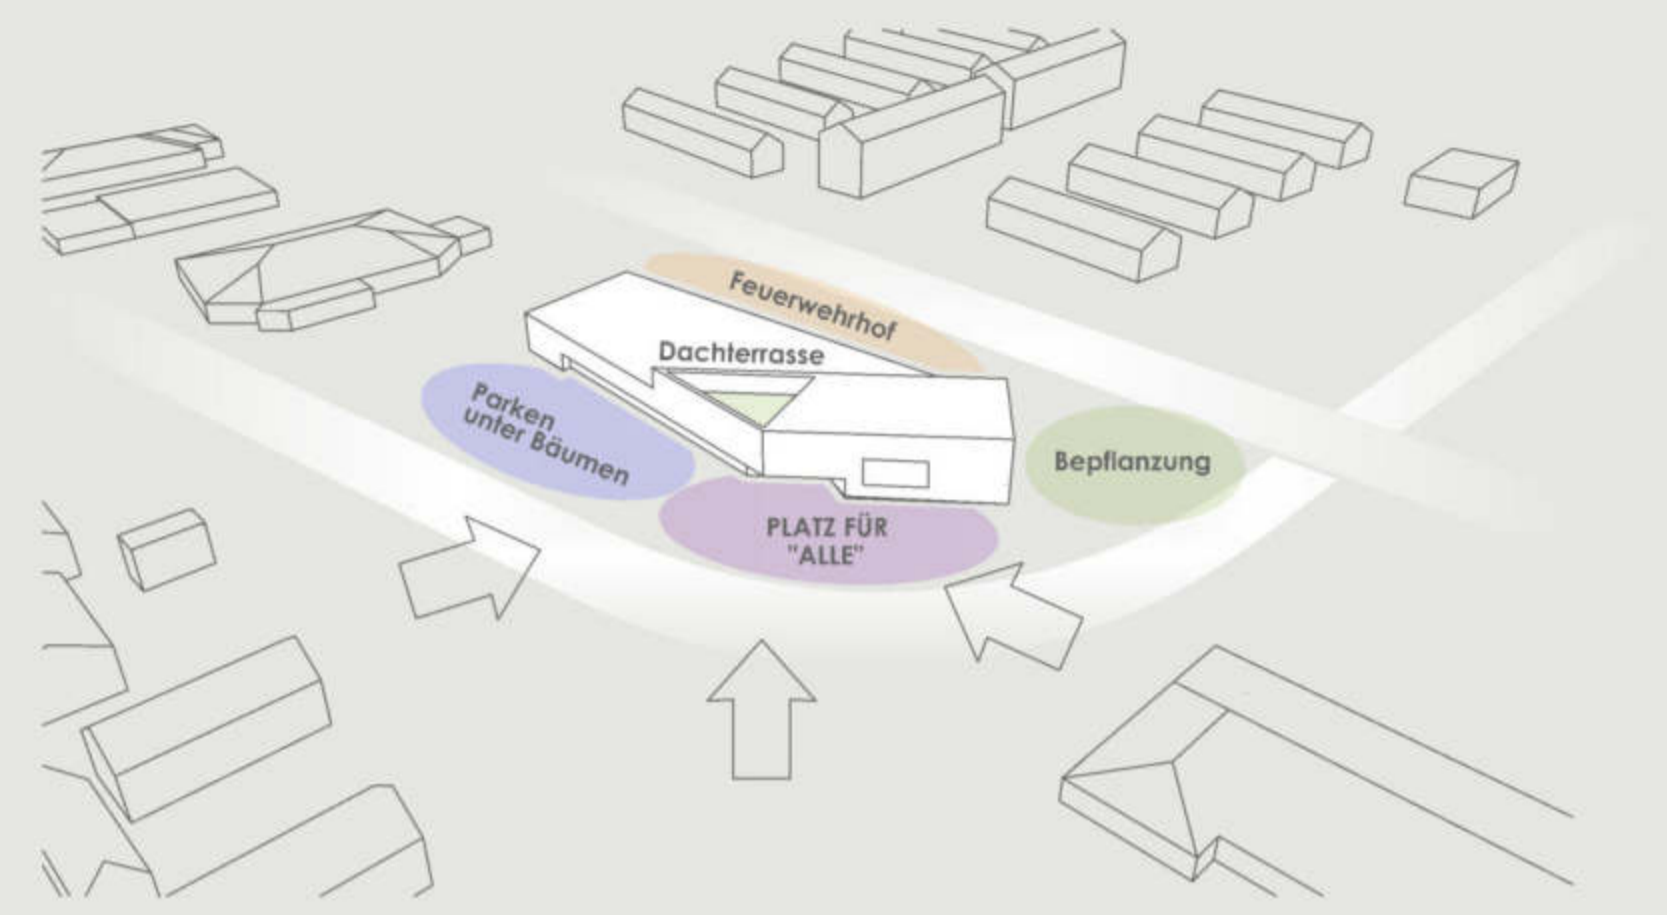 Feuerwehrhof
Dachterrasse
Parken
unter Bäumen
Bepflanzung
PLATZ FÜR
"ALLE"